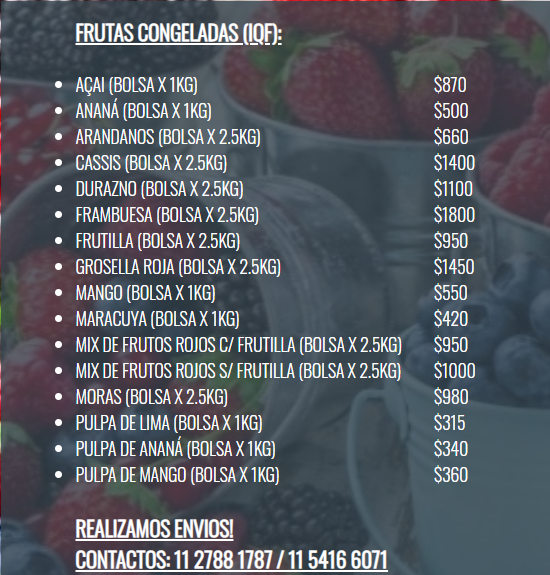 FRUTAS CONGELADAS (IQF):
AÇAI (BOLSA X 1KG) $870
ANANÁ (BOLSA X 1KG) $500
ARANDANOS (BOLSA X 2.5KG) $660
CASSIS (BOLSA X 2.5KG) $1400
DURAZNO (BOLSA X 2.5KG) $1100
FRAMBUESA (BOLSA X 2.5KG) $1800
FRUTILLA (BOLSA X 2.5KG) $950
GROSELLA ROJA (BOLSA X 2.5KG) $1450
MANGO (BOLSA X 1KG) $550
MARACUYA (BOLSA X 1KG) $420
MIX DE FRUTOS ROJOS C/ FRUTILLA (BOLSA X 2.5KG) $950
MIX DE FRUTOS ROJOS S/ FRUTILLA (BOLSA X 2.5KG) $1000
MORAS (BOLSA X 2.5KG) $980
PULPA DE LIMA (BOLSA X 1KG) $315
PULPA DE ANANÁ (BOLSA X 1KG) $340
PULPA DE MANGO (BOLSA X 1KG) $360
REALIZAMOS ENVIOS!
CONTACTOS: 11 2788 1787 / 11 5416 6071